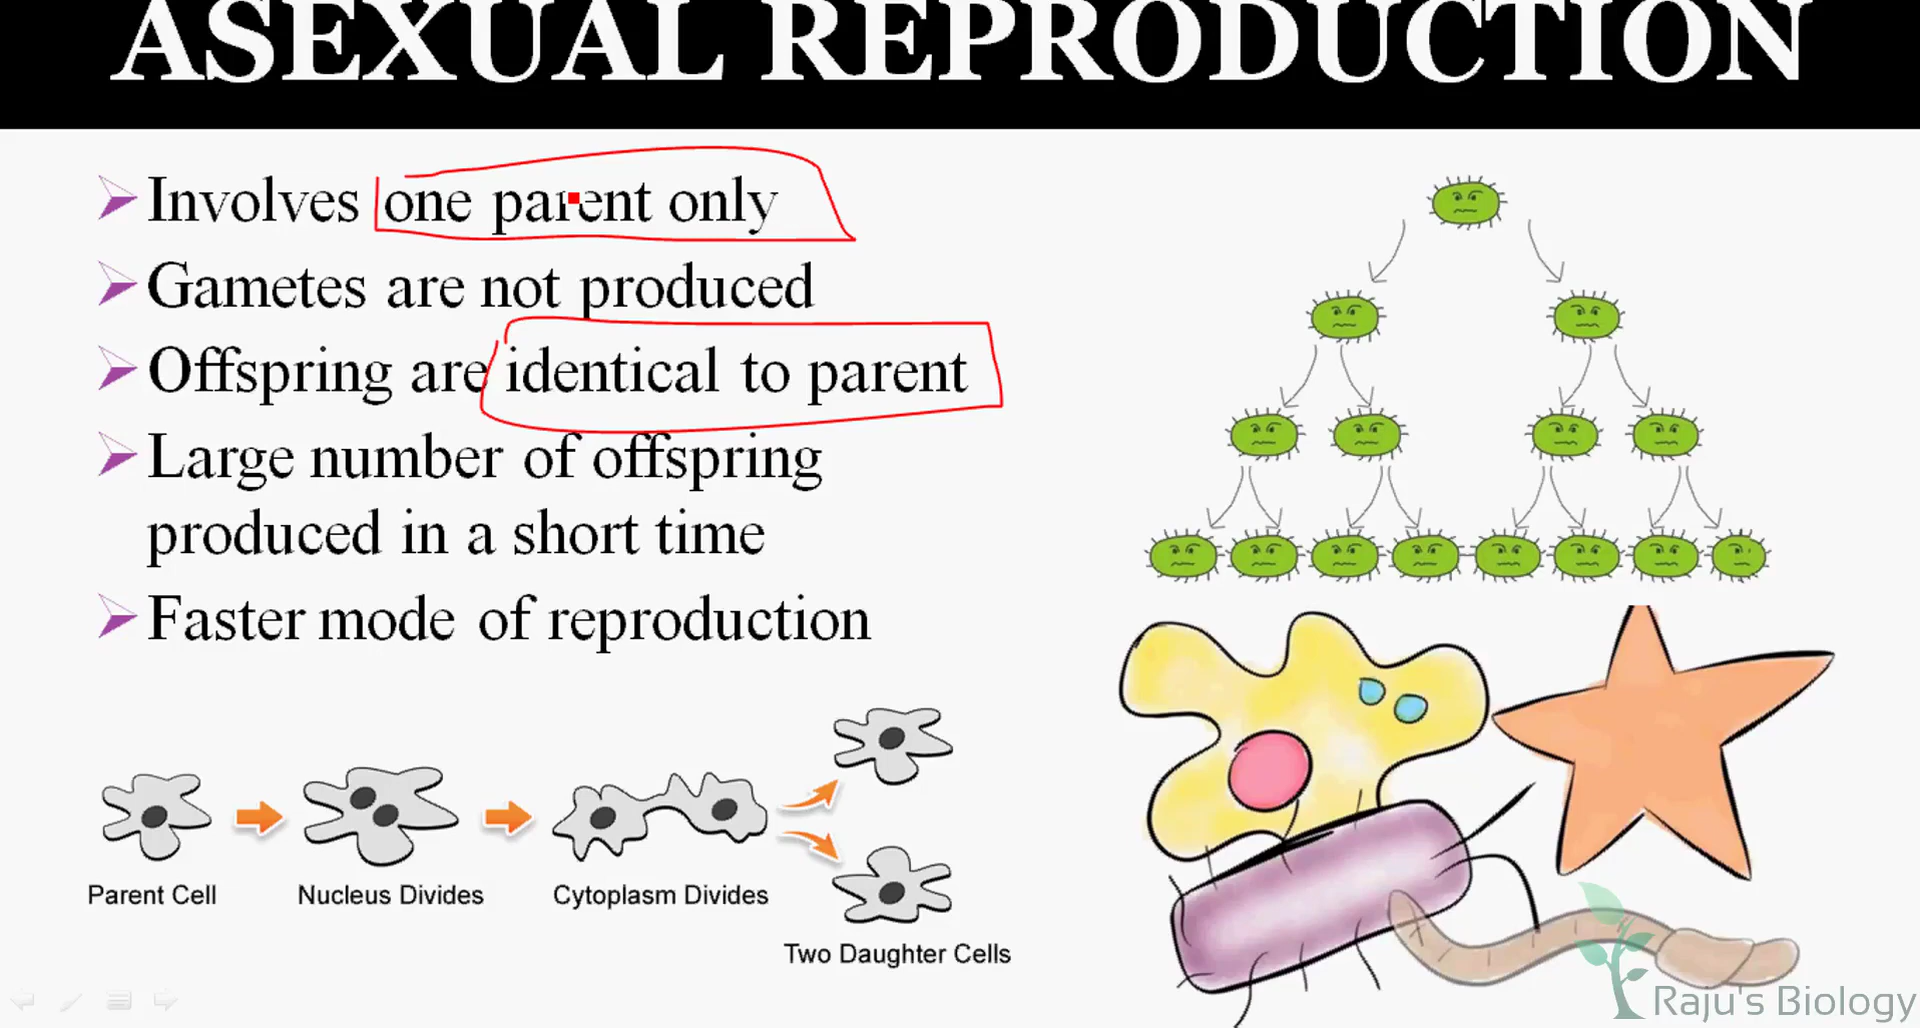 ASEXUAL REPRODUCTION
Involves one parent only
Gametes are not produced
Offspring are identical to parent
Large number of offspring
produced in a short time
Faster mode of reproduction
Parent Cell
Nucleus Divides
Cytoplasm Divides
Two Daughter Cells
Raju's Biology